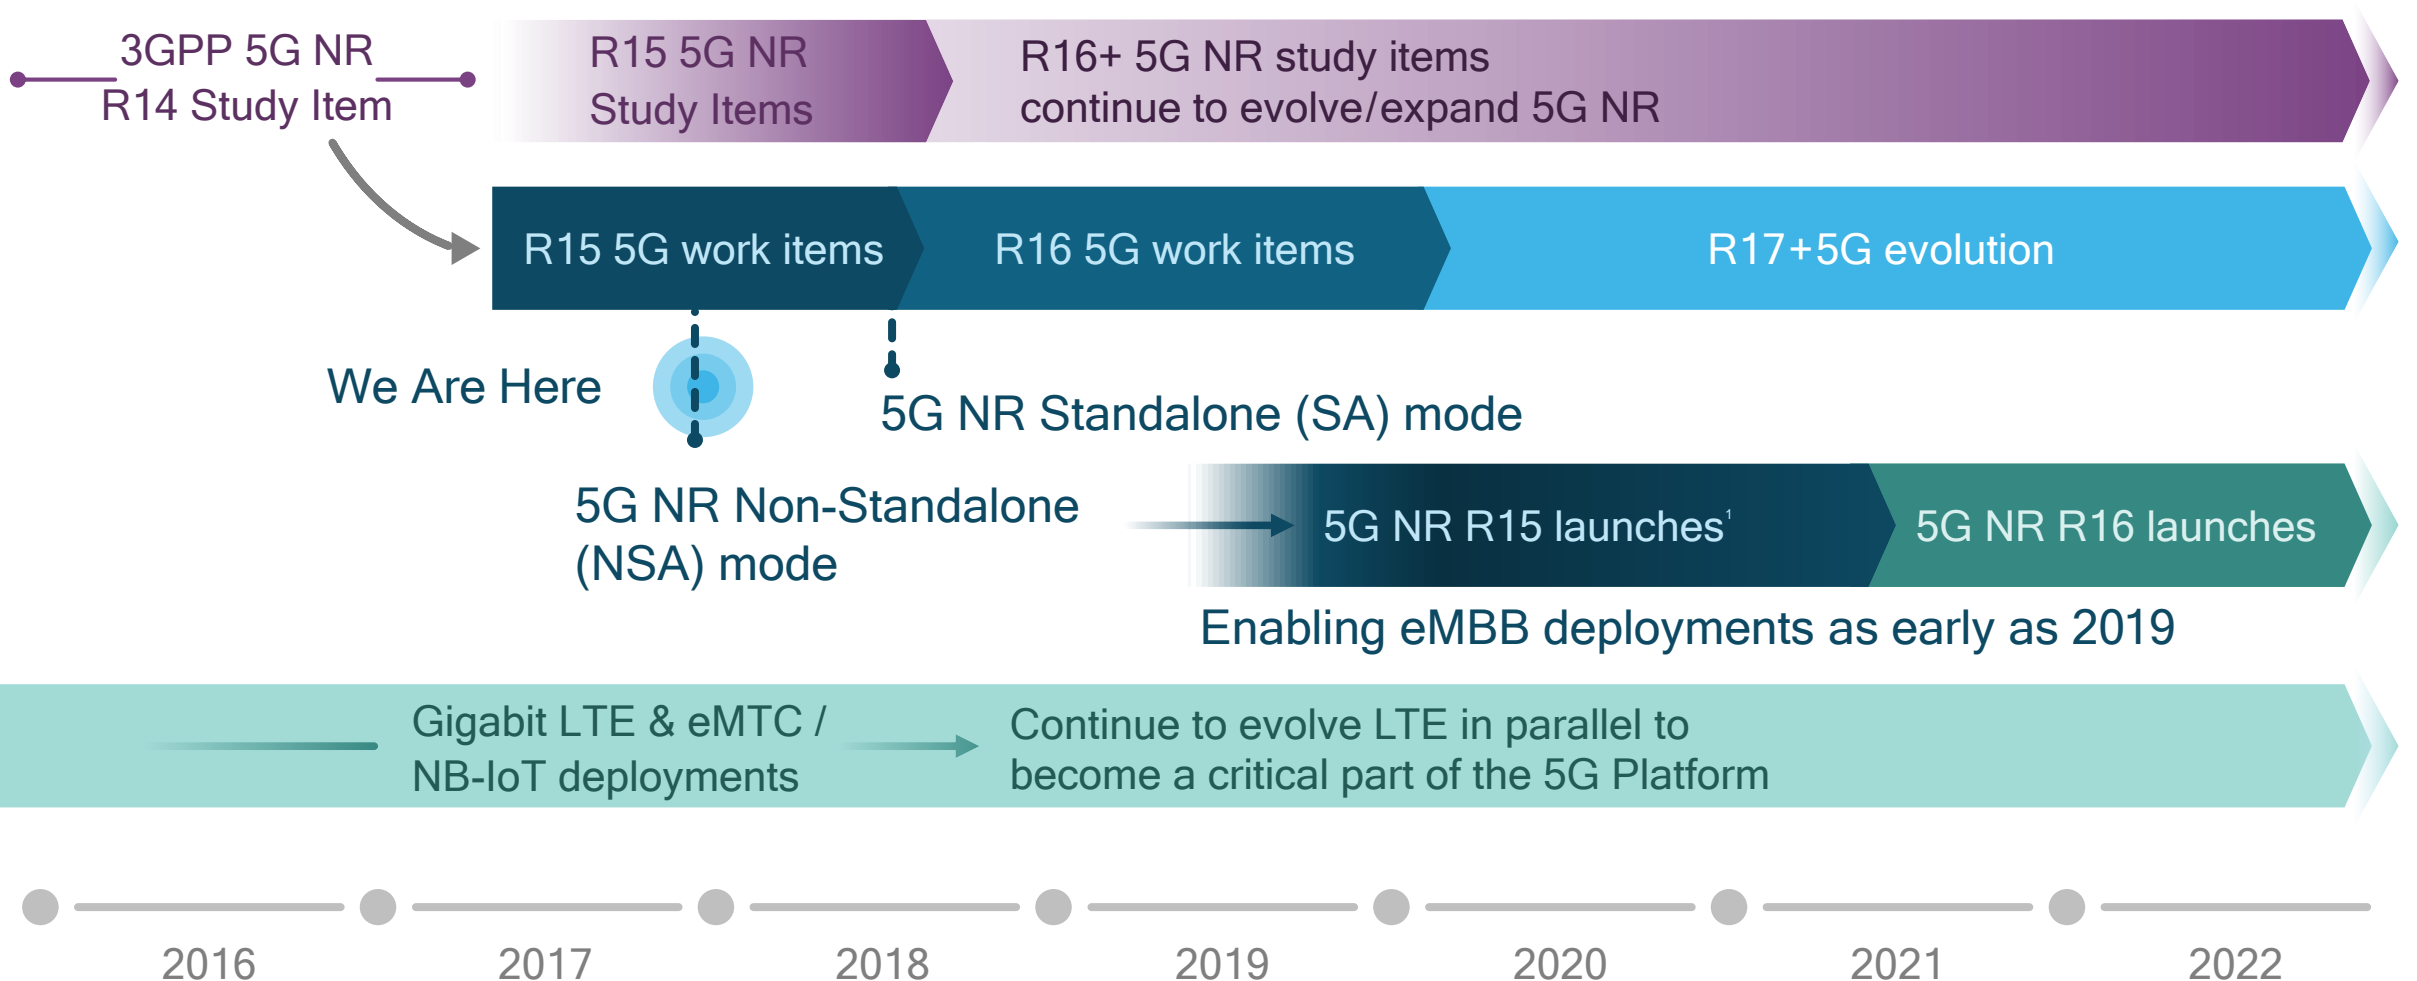 3GPP 5G NR
R14 Study Item
R15 5G NR
Study Items
R16+ 5G NR study items
continue to evolve/expand 5G NR
R15 5G work items
R16 5G work items
R17+5G evolution
We Are Here
5G NR Standalone (SA) mode
5G NR Non-Standalone
(NSA) mode
5G NR R15 launches¹
5G NR R16 launches
Enabling eMBB deployments as early as 2019
Gigabit LTE & eMTC /
NB-IoT deployments
Continue to evolve LTE in parallel to
become a critical part of the 5G Platform
2016
2017
2018
2019
2020
2021
2022